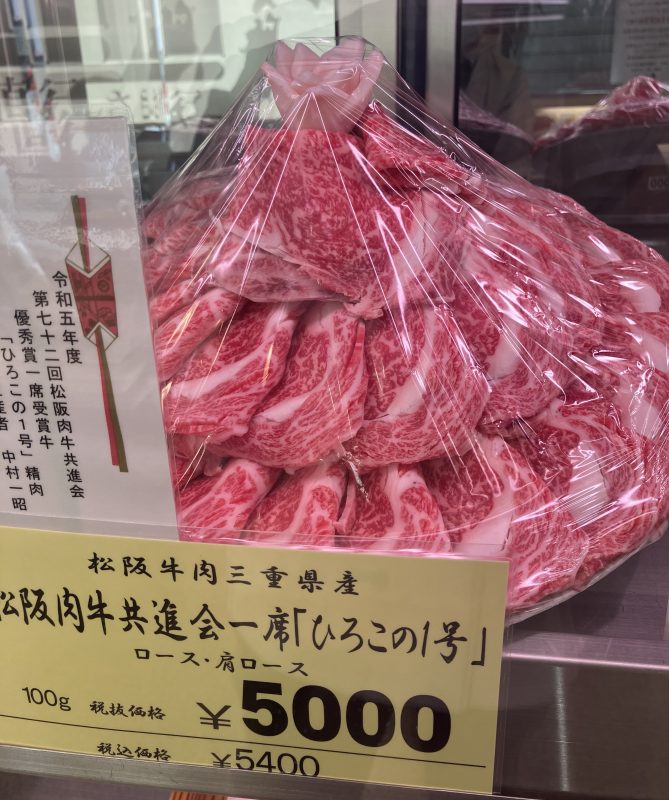 令和五年度
第七十二回松阪肉牛共進会
優秀賞一席受賞牛
「ひろこの1号」精肉
産者 中村一昭
松阪牛肉三重県産
松阪肉牛共進会一席「ひろこの1号」
ロース・肩ロース
100g 税抜価格 ¥5000
税込価格 ¥5400